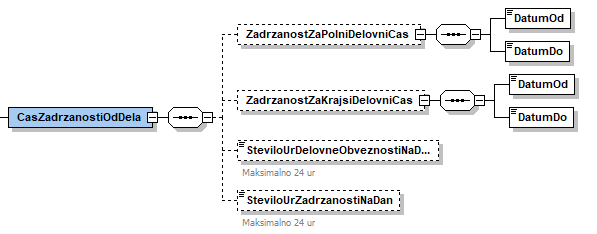 ZadrzanostZaPolniDelovniCas
DatumOd
DatumDo
CasZadrzanostiOdDela
ZadrzanostZaKrajsiDelovniCas
DatumOd
DatumDo
SteviloUrDelovneObveznostiNaD...
Maksimalno 24 ur
SteviloUrZadrzanostiNaDan
Maksimalno 24 ur